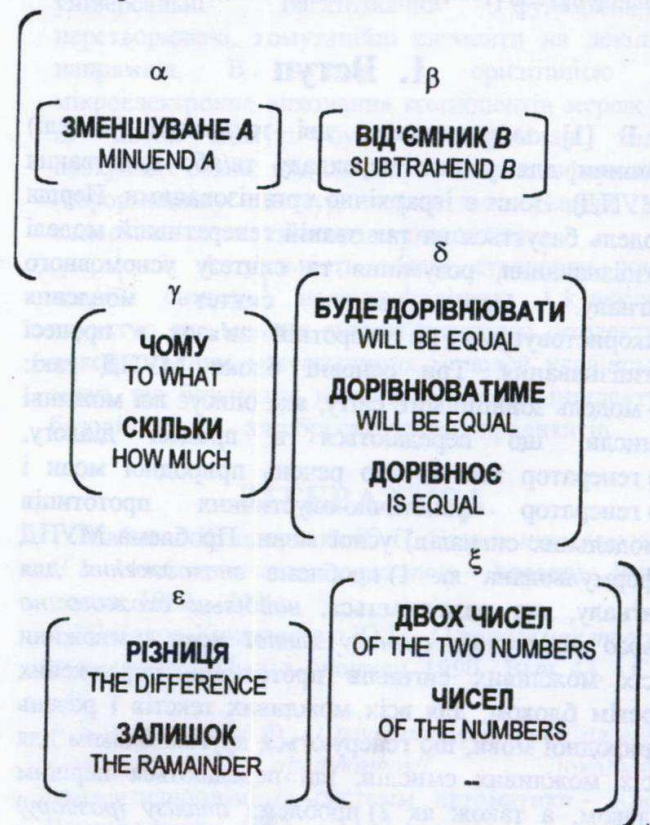 α
β
ЗМЕНШУВАНЕ A
MINUEND A
ВІД'ЄМНИК B
SUBTRAHEND B
γ
δ
ЧОМУ
TO WHAT
СКІЛЬКИ
HOW MUCH
БУДЕ ДОРІВНЮВАТИ
WILL BE EQUAL
ДОРІВНЮВАТИМЕ
WILL BE EQUAL
ДОРІВНЮЄ
IS EQUAL
ε
ξ
РІЗНИЦЯ
THE DIFFERENCE
ЗАЛИШОК
THE RAMAINDER
ДВОХ ЧИСЕЛ
OF THE TWO NUMBERS
ЧИСЕЛ
OF THE NUMBERS
-